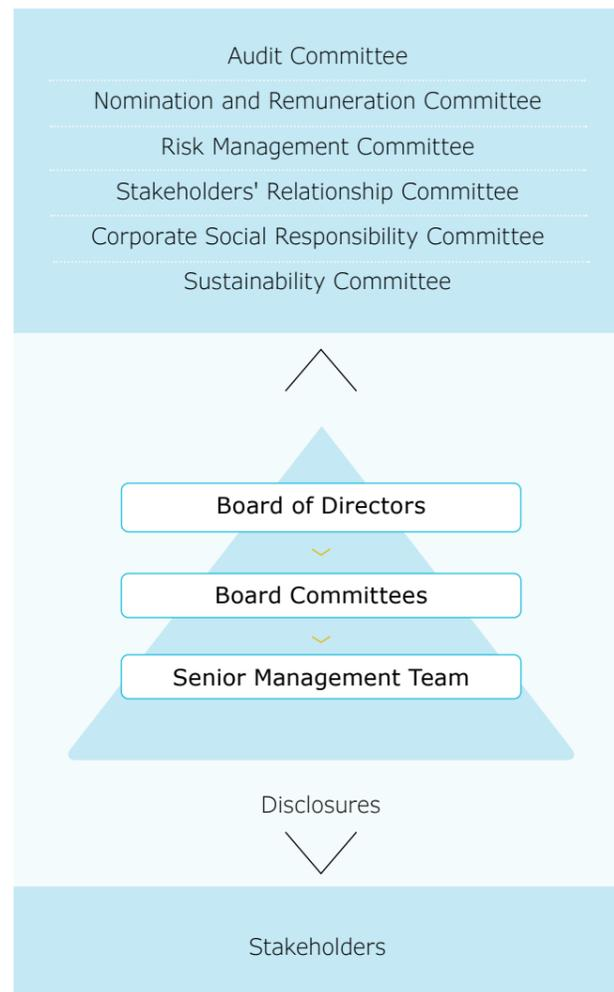 Audit Committee
Nomination and Remuneration Committee
Risk Management Committee
Stakeholders' Relationship Committee
Corporate Social Responsibility Committee
Sustainability Committee
Board of Directors
Board Committees
Senior Management Team
Disclosures
Stakeholders